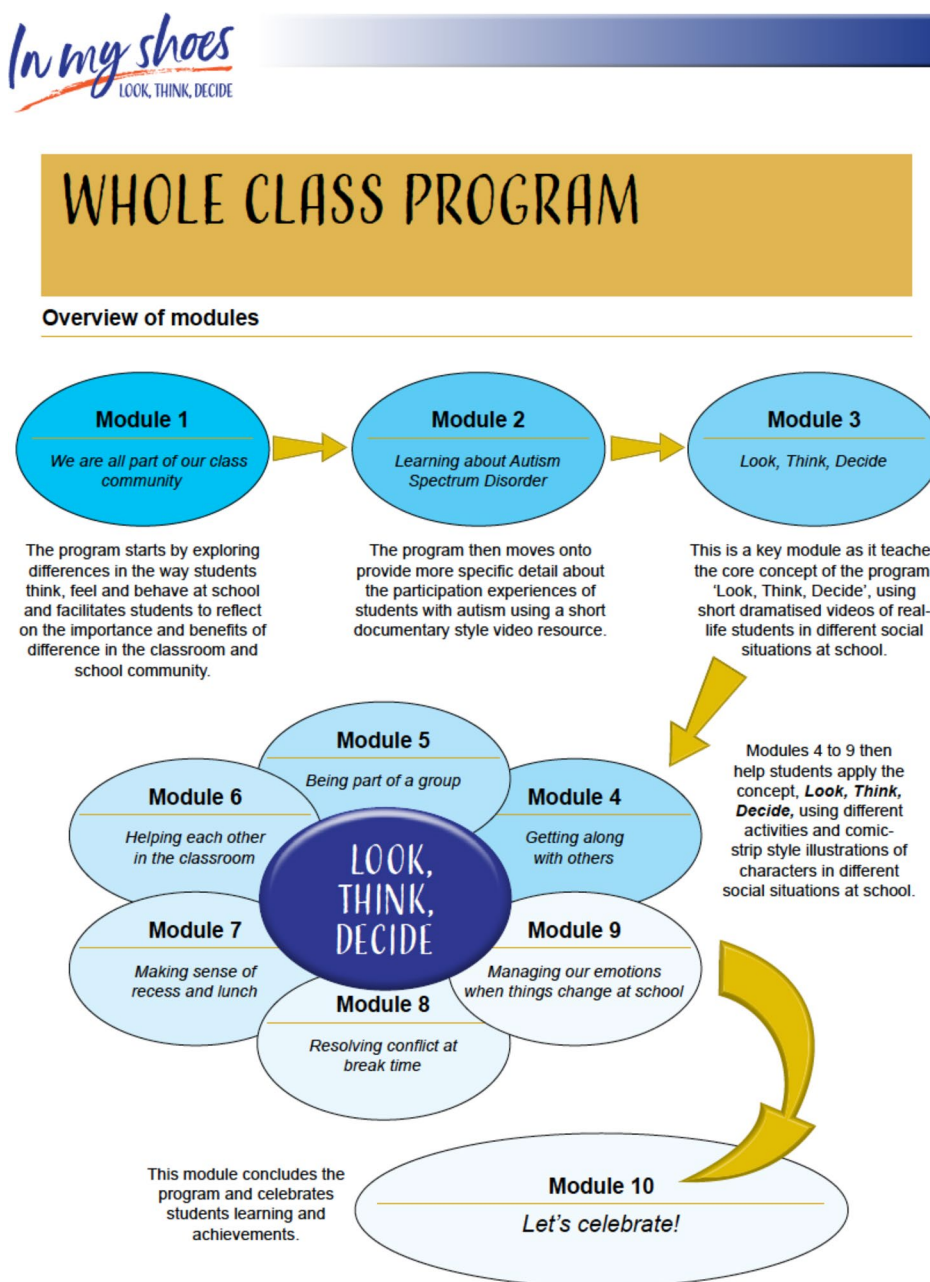 In my shoes
LOOK, THINK, DECIDE
WHOLE CLASS PROGRAM
Overview of modules
Module 1
We are all part of our class
community
Module 2
Learning about Autism
Spectrum Disorder
Module 3
Look, Think, Decide
The program starts by exploring
differences in the way students
think, feel and behave at school
and facilitates students to reflect
on the importance and benefits of
difference in the classroom and
school community.
The program then moves onto
provide more specific detail about
the participation experiences of
students with autism using a short
documentary style video resource.
This is a key module as it teache
the core concept of the program
‘Look, Think, Decide’, using
short dramatised videos of real-
life students in different social
situations at school.
Module 5
Being part of a group
Module 6
Helping each other
in the classroom
Module 4
Getting along
with others
LOOK,
THINK,
DECIDE
Modules 4 to 9 then
help students apply the
concept, Look, Think,
Decide, using different
activities and comic-
strip style illustrations of
characters in different
social situations at school.
Module 7
Making sense of
recess and lunch
Module 9
Managing our emotions
when things change at school
Module 8
Resolving conflict at
break time
This module concludes the
program and celebrates
students learning and
achievements.
Module 10
Let’s celebrate!